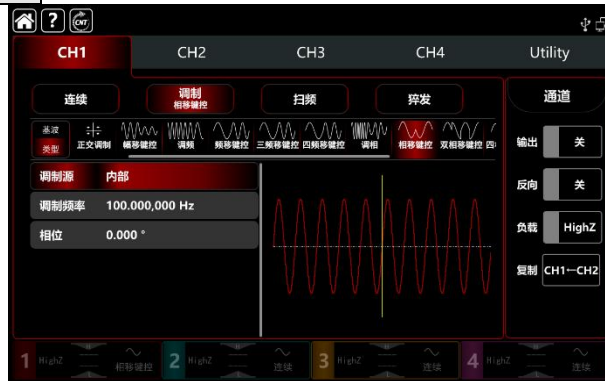 ? CNT
CH1 CH2 CH3 CH4 Utility
连续 调制 扫频 猝发 通道
相移键控
基波
类型 正交调制 幅移键控 调频 频移键控 三频移键控 四频移键控 调相 相移键控 双相移键控 四
输出 关
调制源 内部
反向 关
调制频率 100.000,000 Hz
负载 HighZ
相位 0.000 °
复制 CH1←CH2
1 HighZ 相移键控 2 HighZ 连续 3 HighZ 连续 4 HighZ 连续